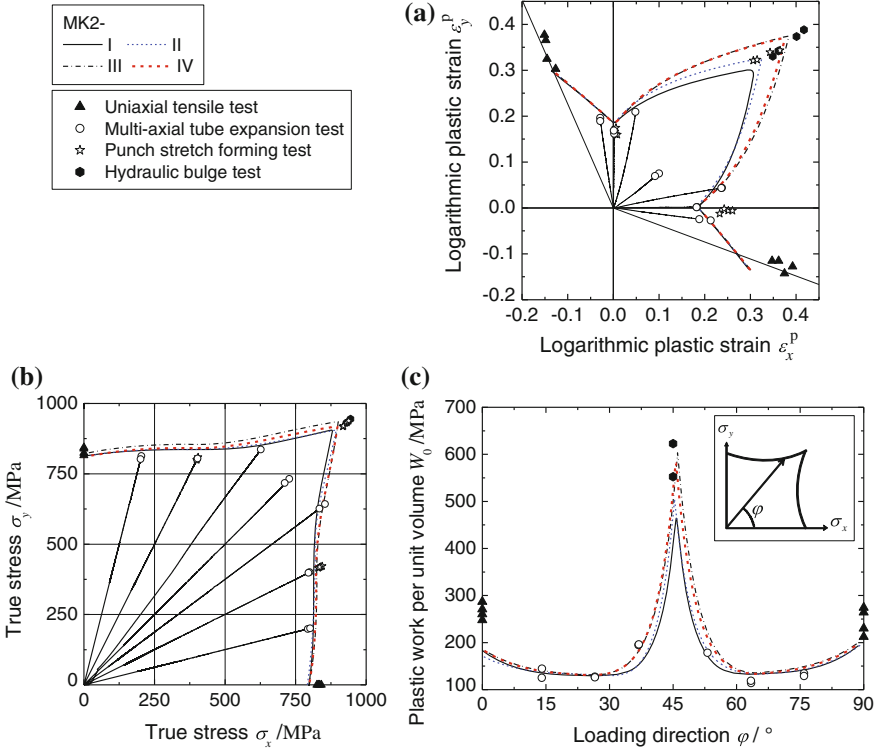 MK2-
I II
III IV
Uniaxial tensile test
Multi-axial tube expansion test
Punch stretch forming test
Hydraulic bulge test
(a)
Logarithmic plastic strain εyᵖ
0.4
0.3
0.2
0.1
0.0
-0.1
-0.2
-0.2 -0.1 0.0 0.1 0.2 0.3 0.4
Logarithmic plastic strain εxᵖ
(b)
True stress σy /MPa
1000
750
500
250
0
0 250 500 750 1000
True stress σx /MPa
(c)
Plastic work per unit volume W₀ /MPa
700
600
500
400
300
200
100
0 15 30 45 60 75 90
Loading direction φ / °
σy
φ
σx